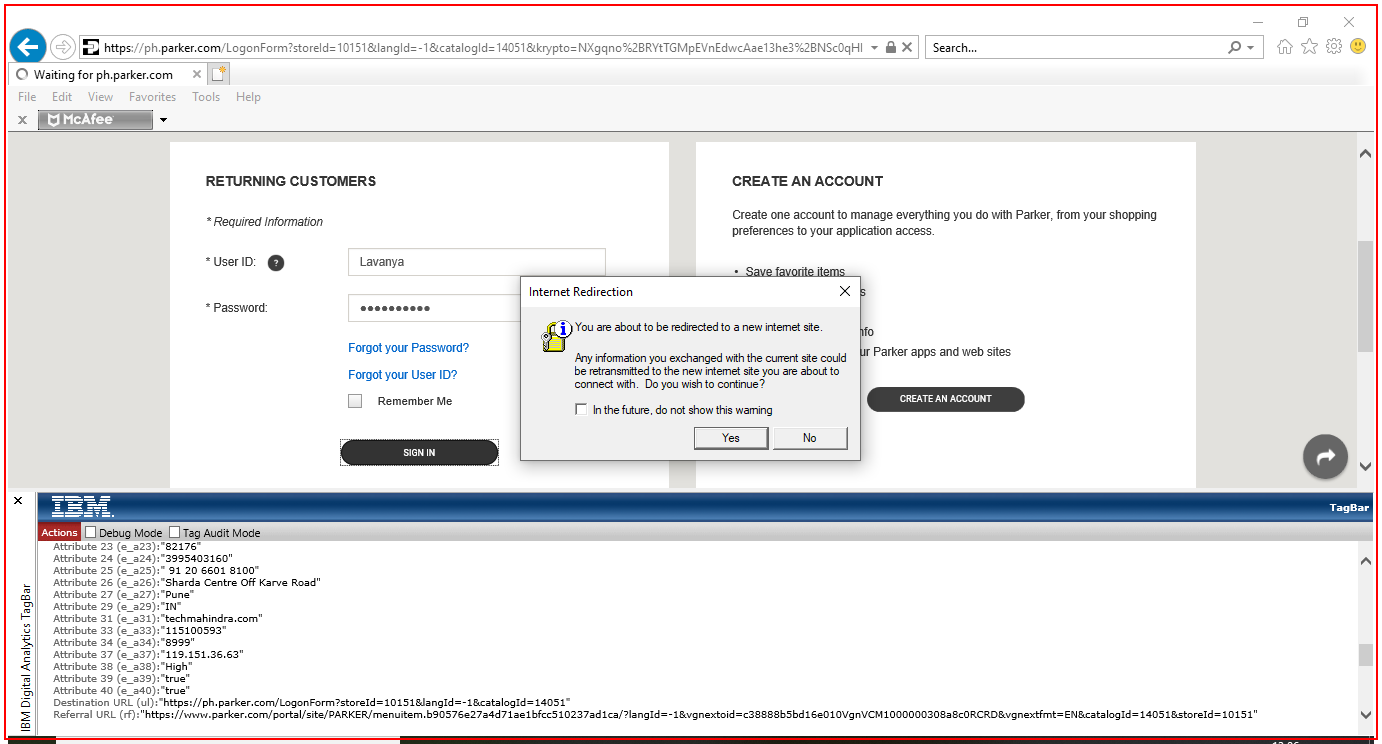 https://ph.parker.com/LogonForm?storeId=10151&langId=-1&catalogId=14051&krypto=NXgqno%2BRYtTGMpEVnEdwcAae13he3%2BNSc0qHl
Search...
Waiting for ph.parker.com
File Edit View Favorites Tools Help
x McAfee
RETURNING CUSTOMERS
* Required Information
* User ID: ? Lavanya
* Password: ●●●●●●●●●●
Forgot your Password?
Forgot your User ID?
Remember Me
SIGN IN
CREATE AN ACCOUNT
Create one account to manage everything you do with Parker, from your shopping
preferences to your application access.
• Save favorite items
s
nfo
ur Parker apps and web sites
CREATE AN ACCOUNT
Internet Redirection
You are about to be redirected to a new internet site.
Any information you exchanged with the current site could
be retransmitted to the new internet site you are about to
connect with. Do you wish to continue?
In the future, do not show this warning
Yes No
IBM.
TagBar
Actions Debug Mode Tag Audit Mode
IBM Digital Analytics TagBar
Attribute 23 (e_a23):"82176"
Attribute 24 (e_a24):"3995403160"
Attribute 25 (e_a25):" 91 20 6601 8100"
Attribute 26 (e_a26):"Sharda Centre Off Karve Road"
Attribute 27 (e_a27):"Pune"
Attribute 29 (e_a29):"IN"
Attribute 31 (e_a31):"techmahindra.com"
Attribute 33 (e_a33):"115100593"
Attribute 34 (e_a34):"8999"
Attribute 37 (e_a37):"119.151.36.63"
Attribute 38 (e_a38):"High"
Attribute 39 (e_a39):"true"
Attribute 40 (e_a40):"true"
Destination URL (ul):"https://ph.parker.com/LogonForm?storeId=10151&langId=-1&catalogId=14051"
Referral URL (rf):"https://www.parker.com/portal/site/PARKER/menuitem.b90576e27a4d71ae1bfcc510237ad1ca/?langId=-1&vgnextoid=c38888b5bd16e010VgnVCM1000000308a8c0RCRD&vgnextfmt=EN&catalogId=14051&storeId=10151"